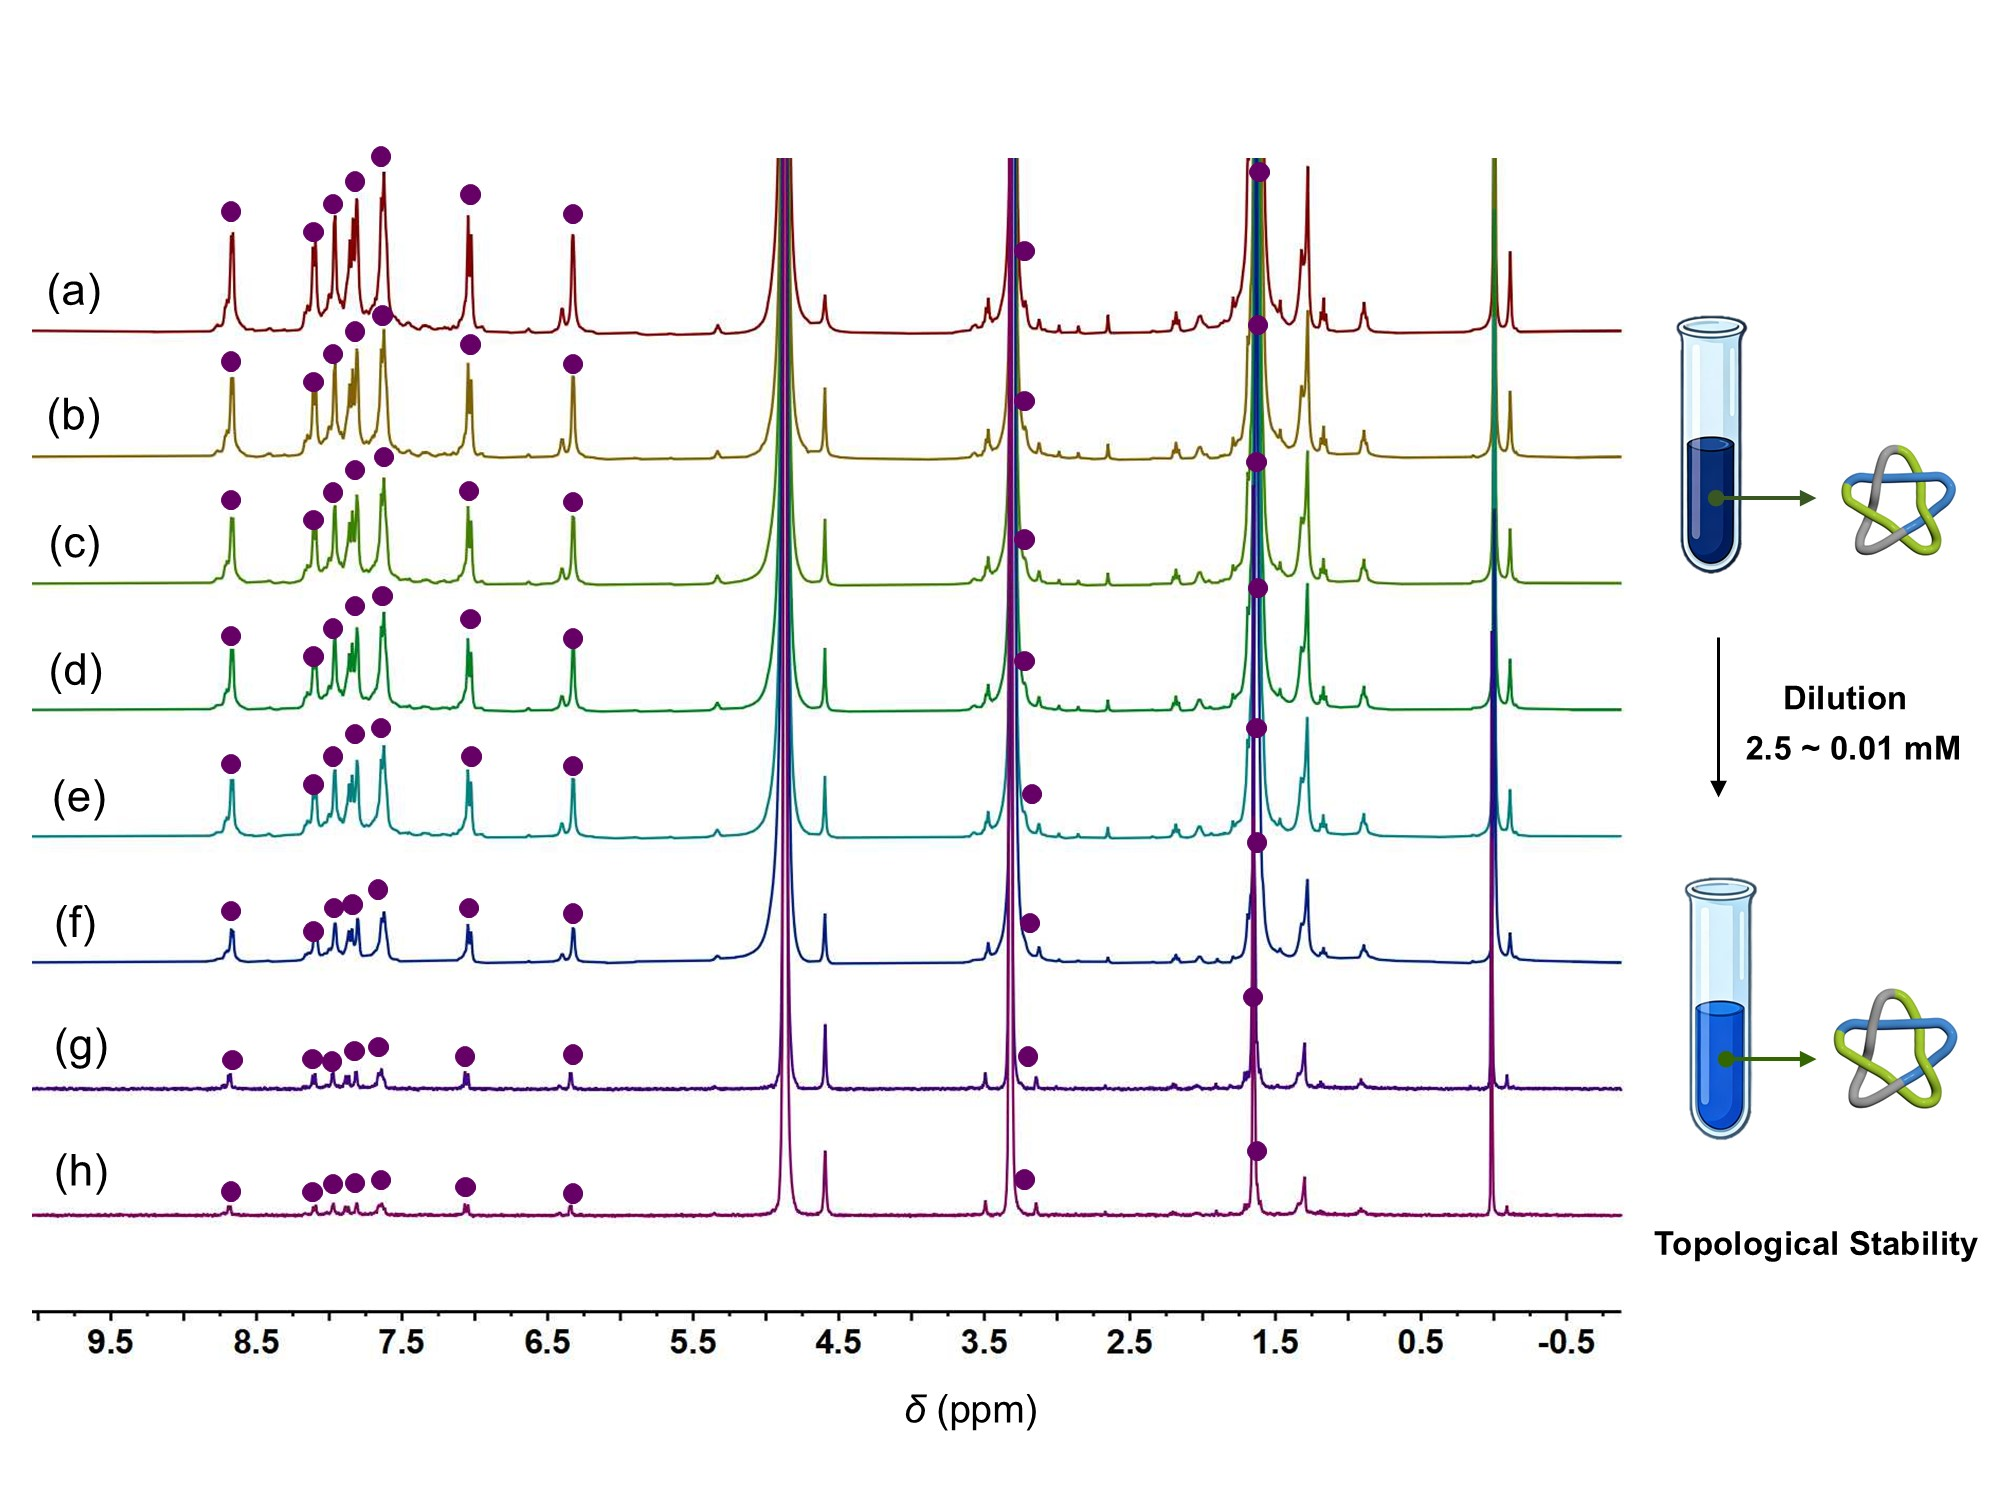 (a)
(b)
(c)
(d)
(e)
(f)
(g)
(h)
Dilution
2.5 ~ 0.01 mM
Topological Stability
9.5 8.5 7.5 6.5 5.5 4.5 3.5 2.5 1.5 0.5 -0.5
δ (ppm)